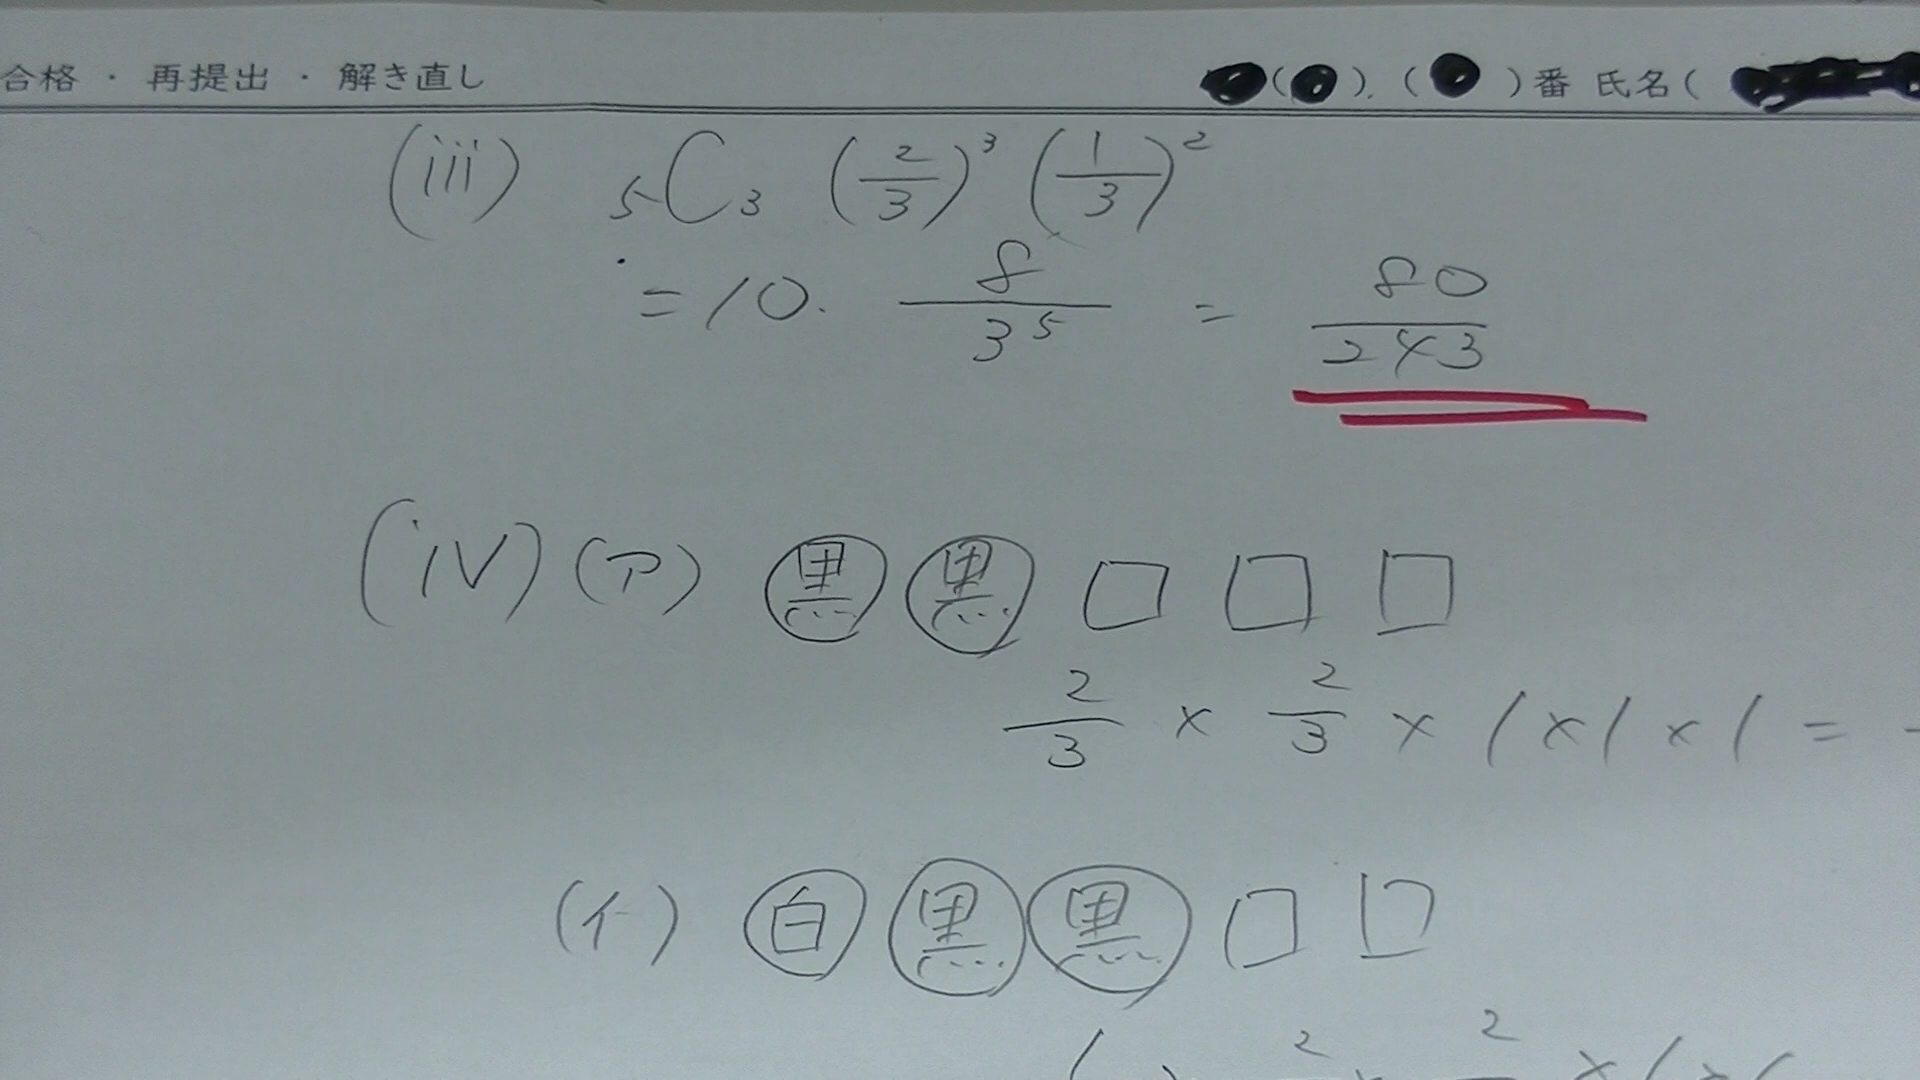 合格 ・ 再提出 ・ 解き直し ( ). ( )番 氏名(
(iii) ₅C₃ (2/3)³ (1/3)²
= 10. 8/3⁵ = 80/243
(iV) (ア) 黒 黒 □ □ □
2/3 × 2/3 × 1 × 1 × 1 =
(イ) 白 黒 黒 □ □